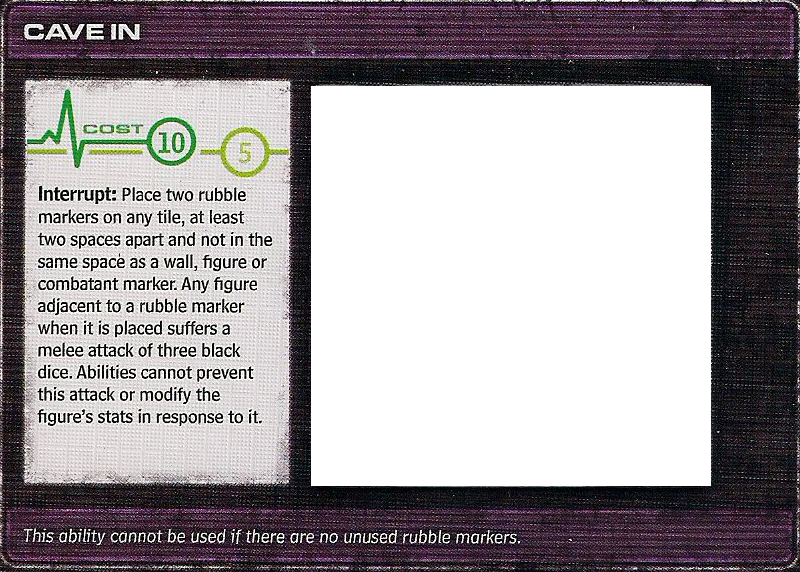 CAVE IN
COST 10 5
Interrupt: Place two rubble
markers on any tile, at least
two spaces apart and not in the
same space as a wall, figure or
combatant marker. Any figure
adjacent to a rubble marker
when it is placed suffers a
melee attack of three black
dice. Abilities cannot prevent
this attack or modify the
figure's stats in response to it.
This ability cannot be used if there are no unused rubble markers.